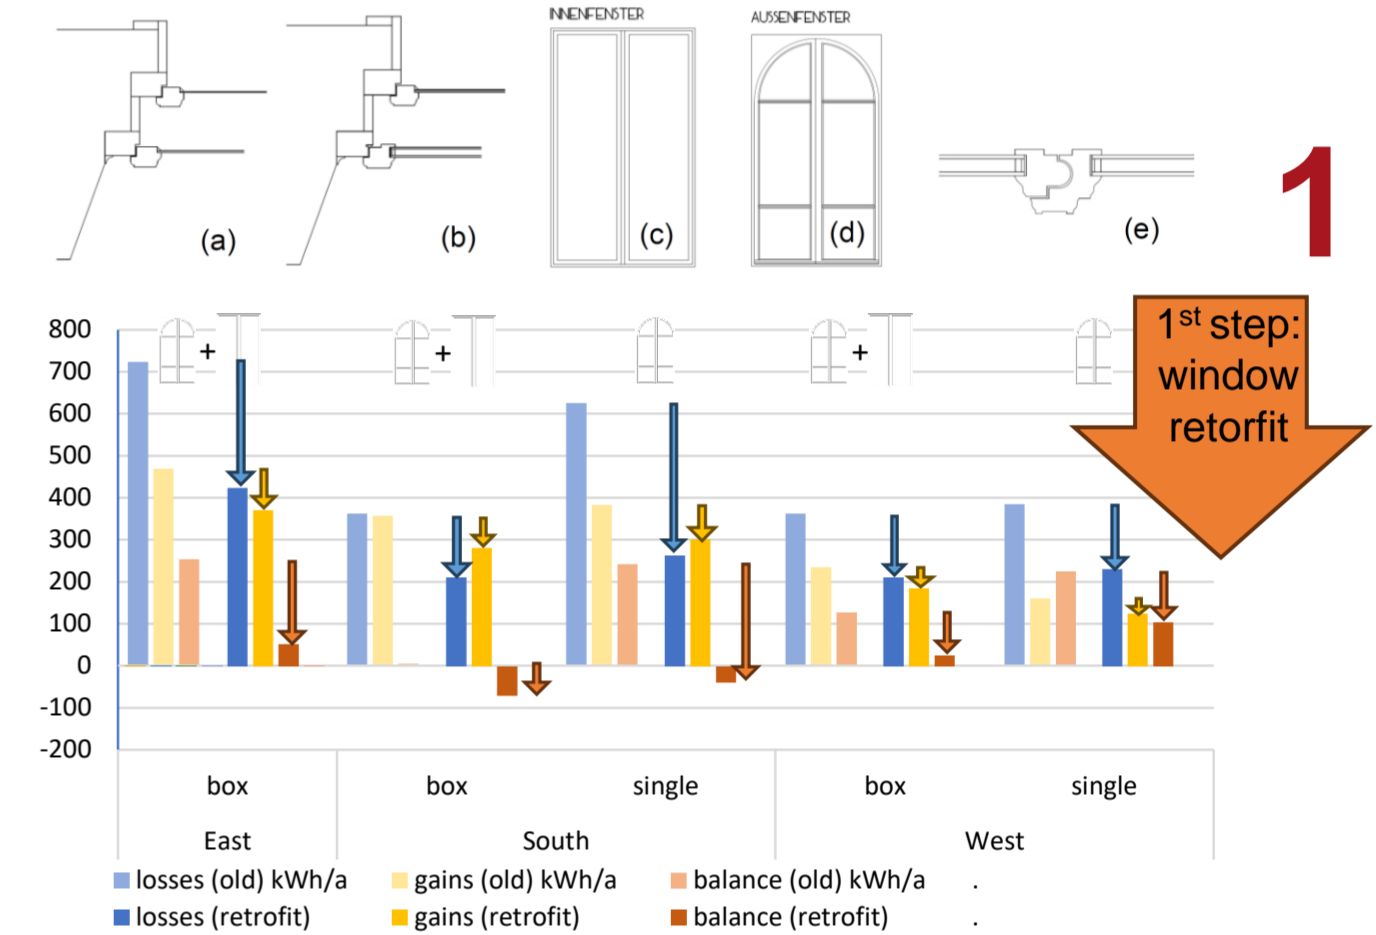 INNENFENSTER
AUSSENFENSTER
(a)
(b)
(c)
(d)
(e)
1
1st step:
window
retorfit
+
+
+
800
700
600
500
400
300
200
100
0
-100
-200
box
box
single
box
single
East
South
West
losses (old) kWh/a
gains (old) kWh/a
balance (old) kWh/a
.
losses (retrofit)
gains (retrofit)
balance (retrofit)
.